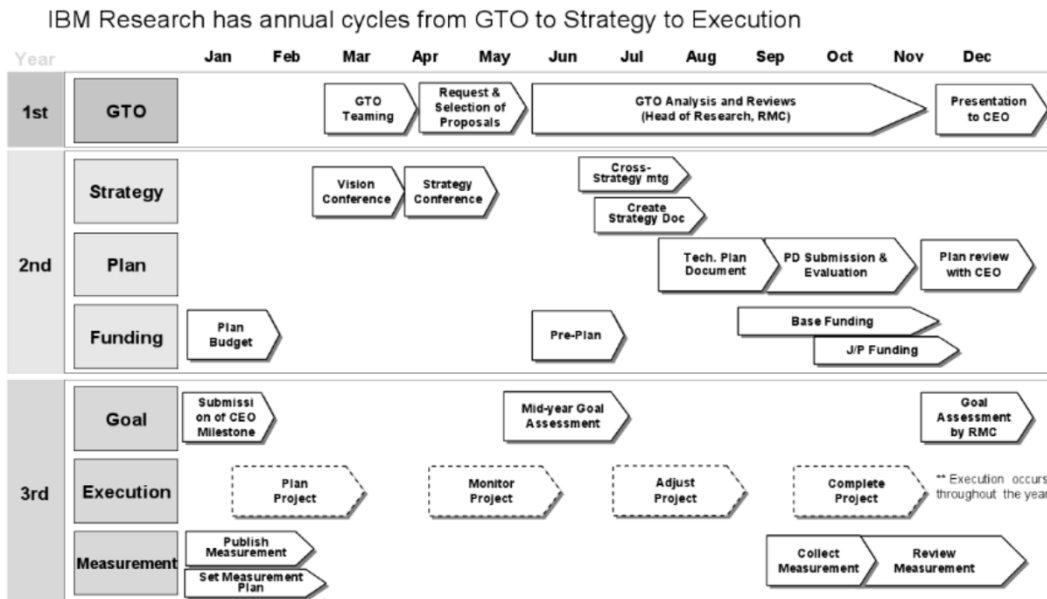 IBM Research has annual cycles from GTO to Strategy to Execution
Year
Jan Feb Mar Apr May Jun Jul Aug Sep Oct Nov Dec
1st
GTO
GTO
Teaming
Request &
Selection of
Proposals
GTO Analysis and Reviews
(Head of Research, RMC)
Presentation
to CEO
2nd
Strategy
Vision
Conference
Strategy
Conference
Cross-
Strategy mtg
Create
Strategy Doc
Plan
Tech. Plan
Document
PD Submission &
Evaluation
Plan review
with CEO
Funding
Plan
Budget
Pre-Plan
Base Funding
J/P Funding
3rd
Goal
Submissi
on of CEO
Milestone
Mid-year Goal
Assessment
Goal
Assessment
by RMC
Execution
Plan
Project
Monitor
Project
Adjust
Project
Complete
Project
** Execution occurs
throughout the year
Measurement
Publish
Measurement
Set Measurement
Plan
Collect
Measurement
Review
Measurement